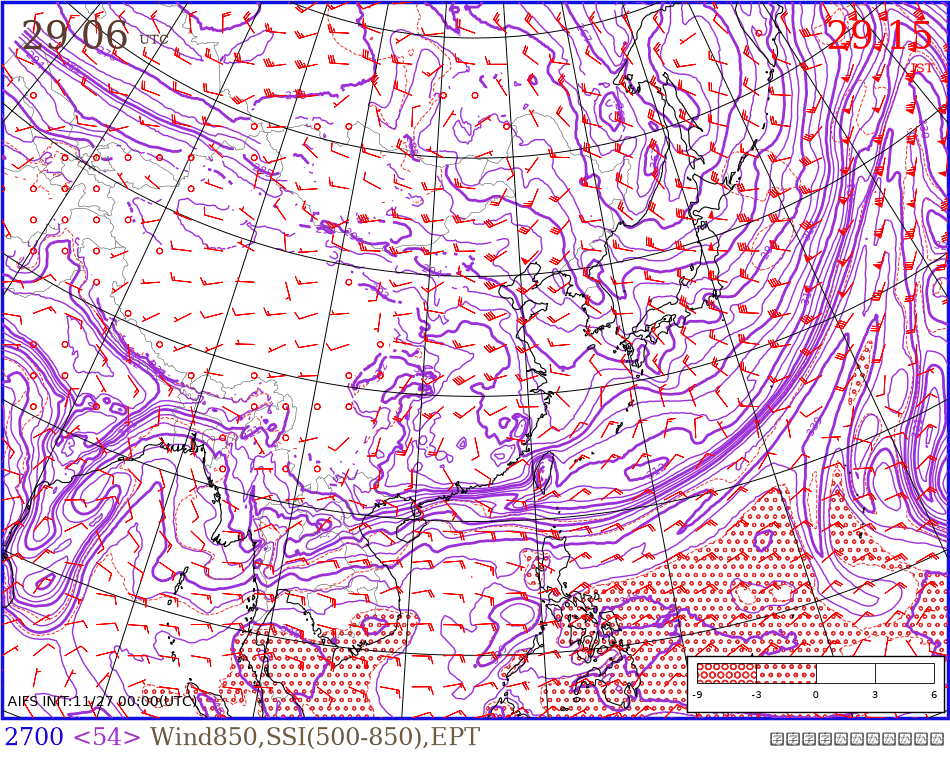 29 06 UTC
29 15
JST
-9 -3 0 3 6
AIFS INIT:11/27 00:00(UTC)
2700 <54> Wind850,SSI(500-850),EPT